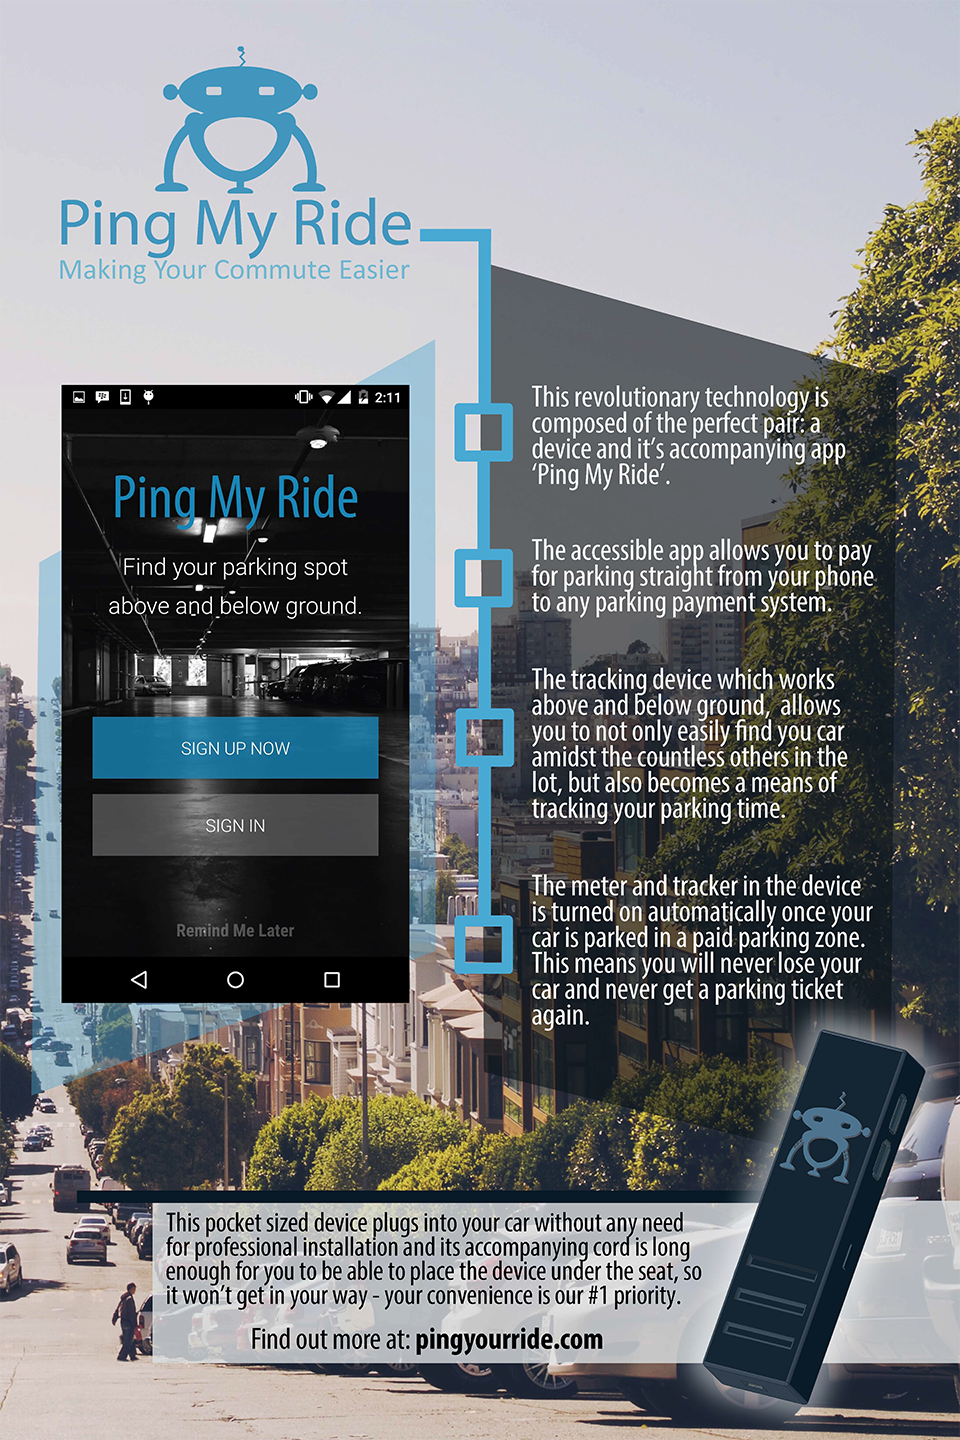 Ping My Ride
Making Your Commute Easier
2:11
Ping My Ride
Find your parking spot
above and below ground.
SIGN UP NOW
SIGN IN
Remind Me Later
This revolutionary technology is
composed of the perfect pair: a
device and it's accompanying app
'Ping My Ride'.
The accessible app allows you to pay
for parking straight from your phone
to any parking payment system.
The tracking device which works
above and below ground, allows
you to not only easily find you car
amidst the countless others in the
lot, but also becomes a means of
tracking your parking time.
The meter and tracker in the device
is turned on automatically once your
car is parked in a paid parking zone.
This means you will never lose your
car and never get a parking ticket
again.
This pocket sized device plugs into your car without any need
for professional installation and its accompanying cord is long
enough for you to be able to place the device under the seat, so
it won't get in your way - your convenience is our #1 priority.
Find out more at: pingyourride.com